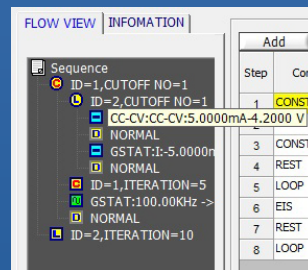 FLOW VIEW INFOMATION
Add
Step Co
Sequence
ID=1,CUTOFF NO=1
ID=2,CUTOFF NO=1
CC-CV:CC-CV:5.0000mA-4.2000 V
NORMAL
GSTAT:I:-5.0000m
NORMAL
ID=1,ITERATION=5
GSTAT:100.00KHz ->
NORMAL
ID=2,ITERATION=10
1 CONST
3 CONST
4 REST
5 LOOP
6 EIS
7 REST
8 LOOP